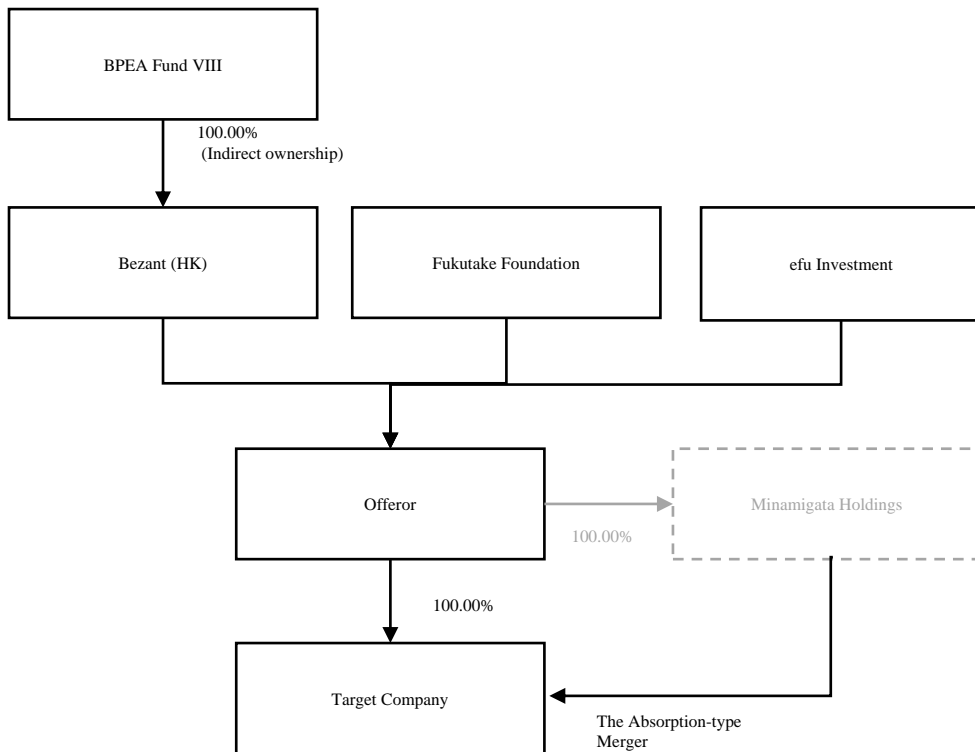 BPEA Fund VIII
100.00%
(Indirect ownership)
Bezant (HK)
Fukutake Foundation
efu Investment
Offeror
Minamigata Holdings
100.00%
100.00%
Target Company
The Absorption-type
Merger